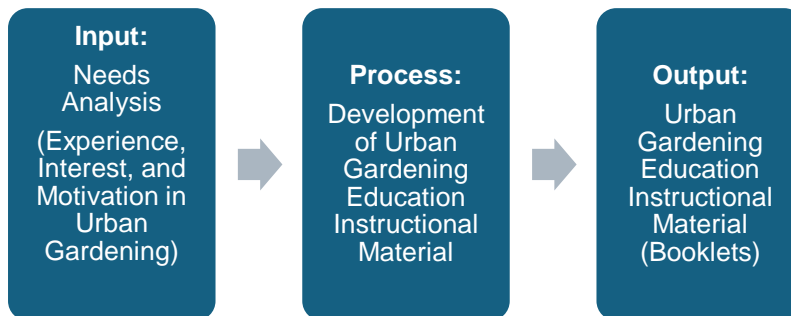 Input:
Needs
Analysis
(Experience,
Interest, and
Motivation in
Urban
Gardening)
Process:
Development
of Urban
Gardening
Education
Instructional
Material
Output:
Urban
Gardening
Education
Instructional
Material
(Booklets)